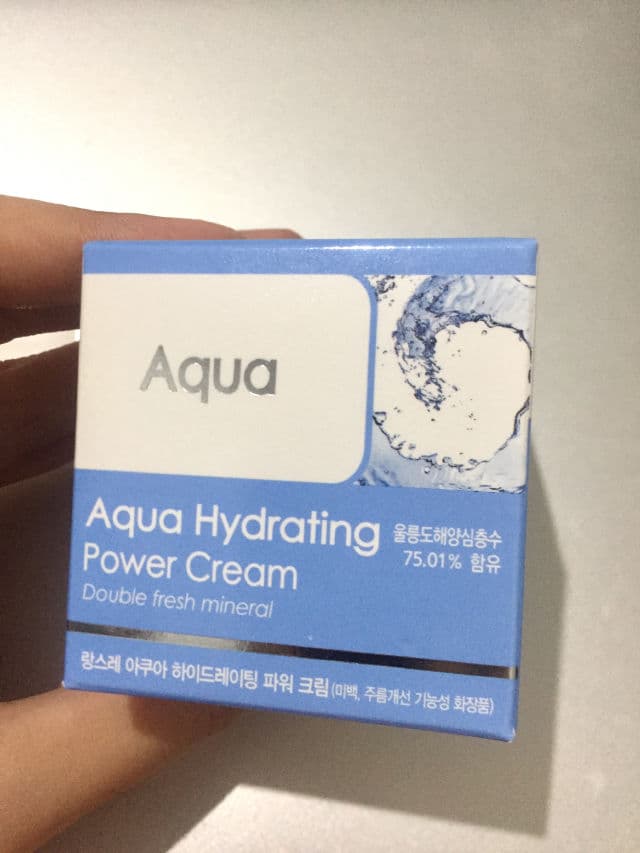 Aqua
Aqua Hydrating
Power Cream
Double fresh mineral
울릉도해양심층수
75.01% 함유
랑스레 아쿠아 하이드레이팅 파워 크림(미백, 주름개선 기능성 화장품)